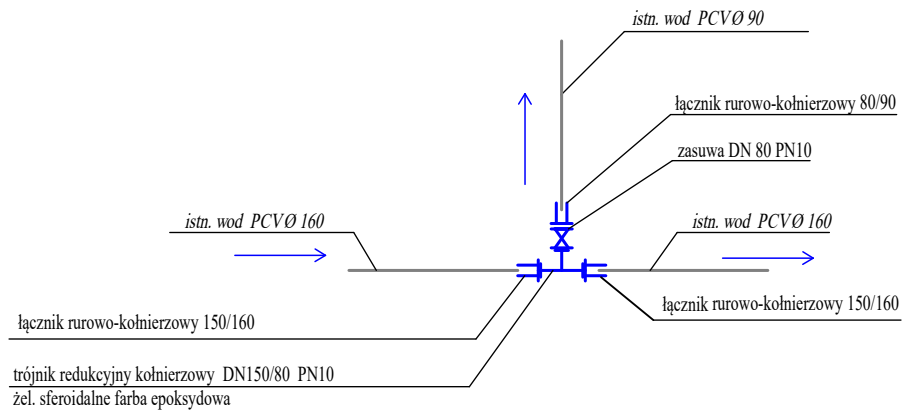 istn. wod PCVØ 90
łącznik rurowo-kołnierzowy 80/90
zasuwa DN 80 PN10
istn. wod PCVØ 160
istn. wod PCVØ 160
łącznik rurowo-kołnierzowy 150/160
łącznik rurowo-kołnierzowy 150/160
trójnik redukcyjny kołnierzowy DN150/80 PN10
żel. sferoidalne farba epoksydowa